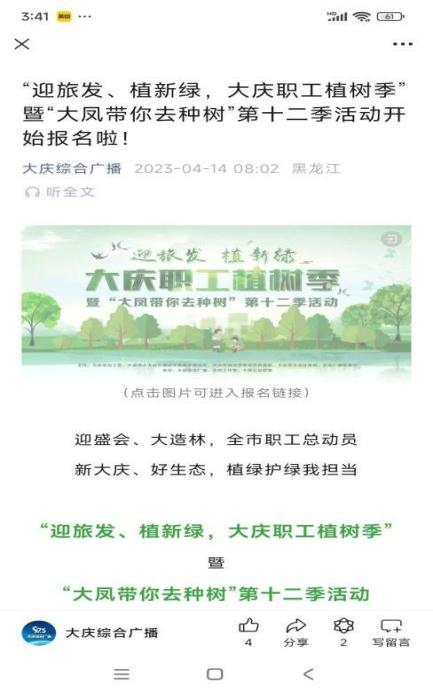 3:41
HD
61
“迎旅发、植新绿，大庆职工植树季”
暨“大凤带你去种树”第十二季活动开
始报名啦！
大庆综合广播 2023-04-14 08:02 黑龙江
听全文
迎旅发 植新绿
大庆职工植树季
暨“大凤带你去种树”第十二季活动
(点击图片可进入报名链接)
迎盛会、大造林，全市职工总动员
新大庆、好生态，植绿护绿我担当
“迎旅发、植新绿，大庆职工植树季”
暨
“大凤带你去种树”第十二季活动
大庆综合广播
4 分享 2 写留言